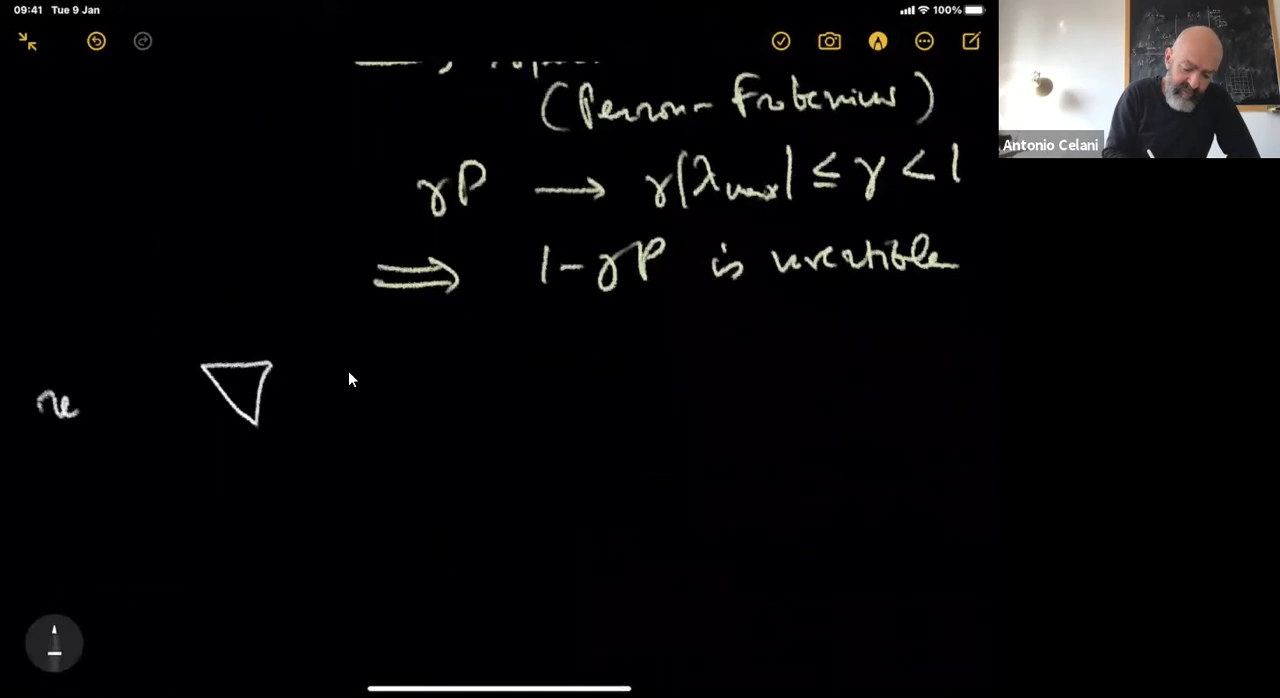 09:41 Tue 9 Jan 100%
(Perron-Frobenius)
γP → γ|λmax| ≤ γ < 1
⟹ 1-γP is invertible
Antonio Celani